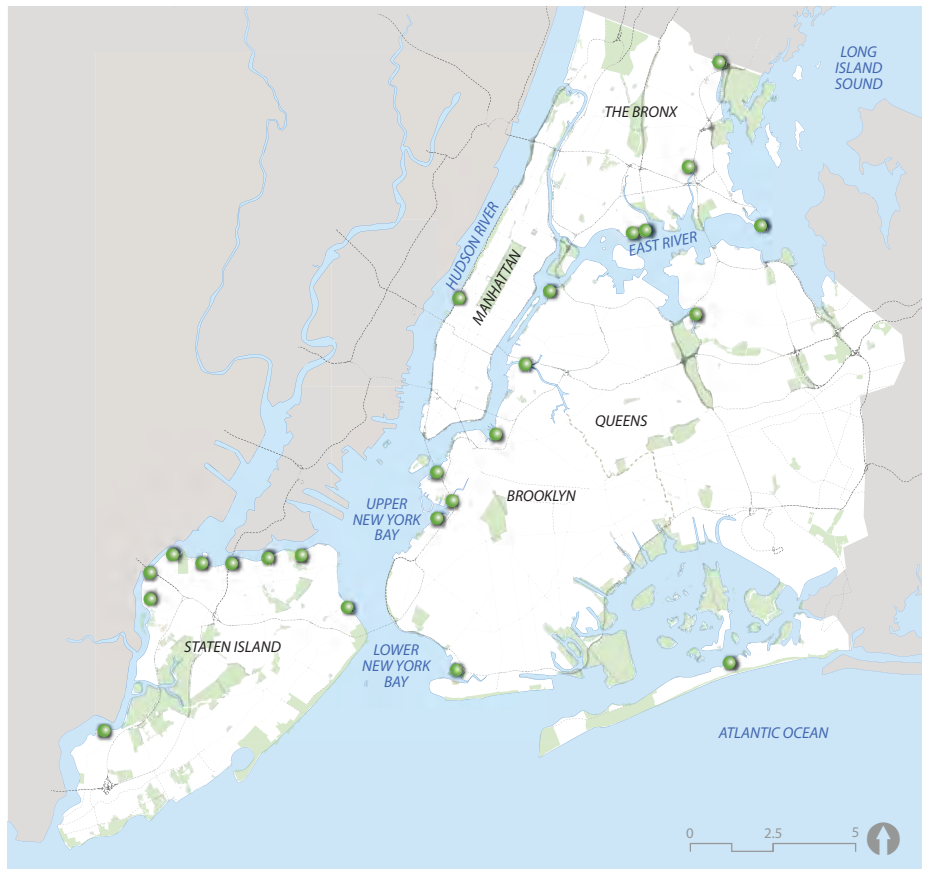 LONG
ISLAND
SOUND
THE BRONX
HUDSON RIVER
EAST RIVER
MANHATTAN
QUEENS
BROOKLYN
UPPER
NEW YORK
BAY
STATEN ISLAND
LOWER
NEW YORK
BAY
ATLANTIC OCEAN
0 2.5 5